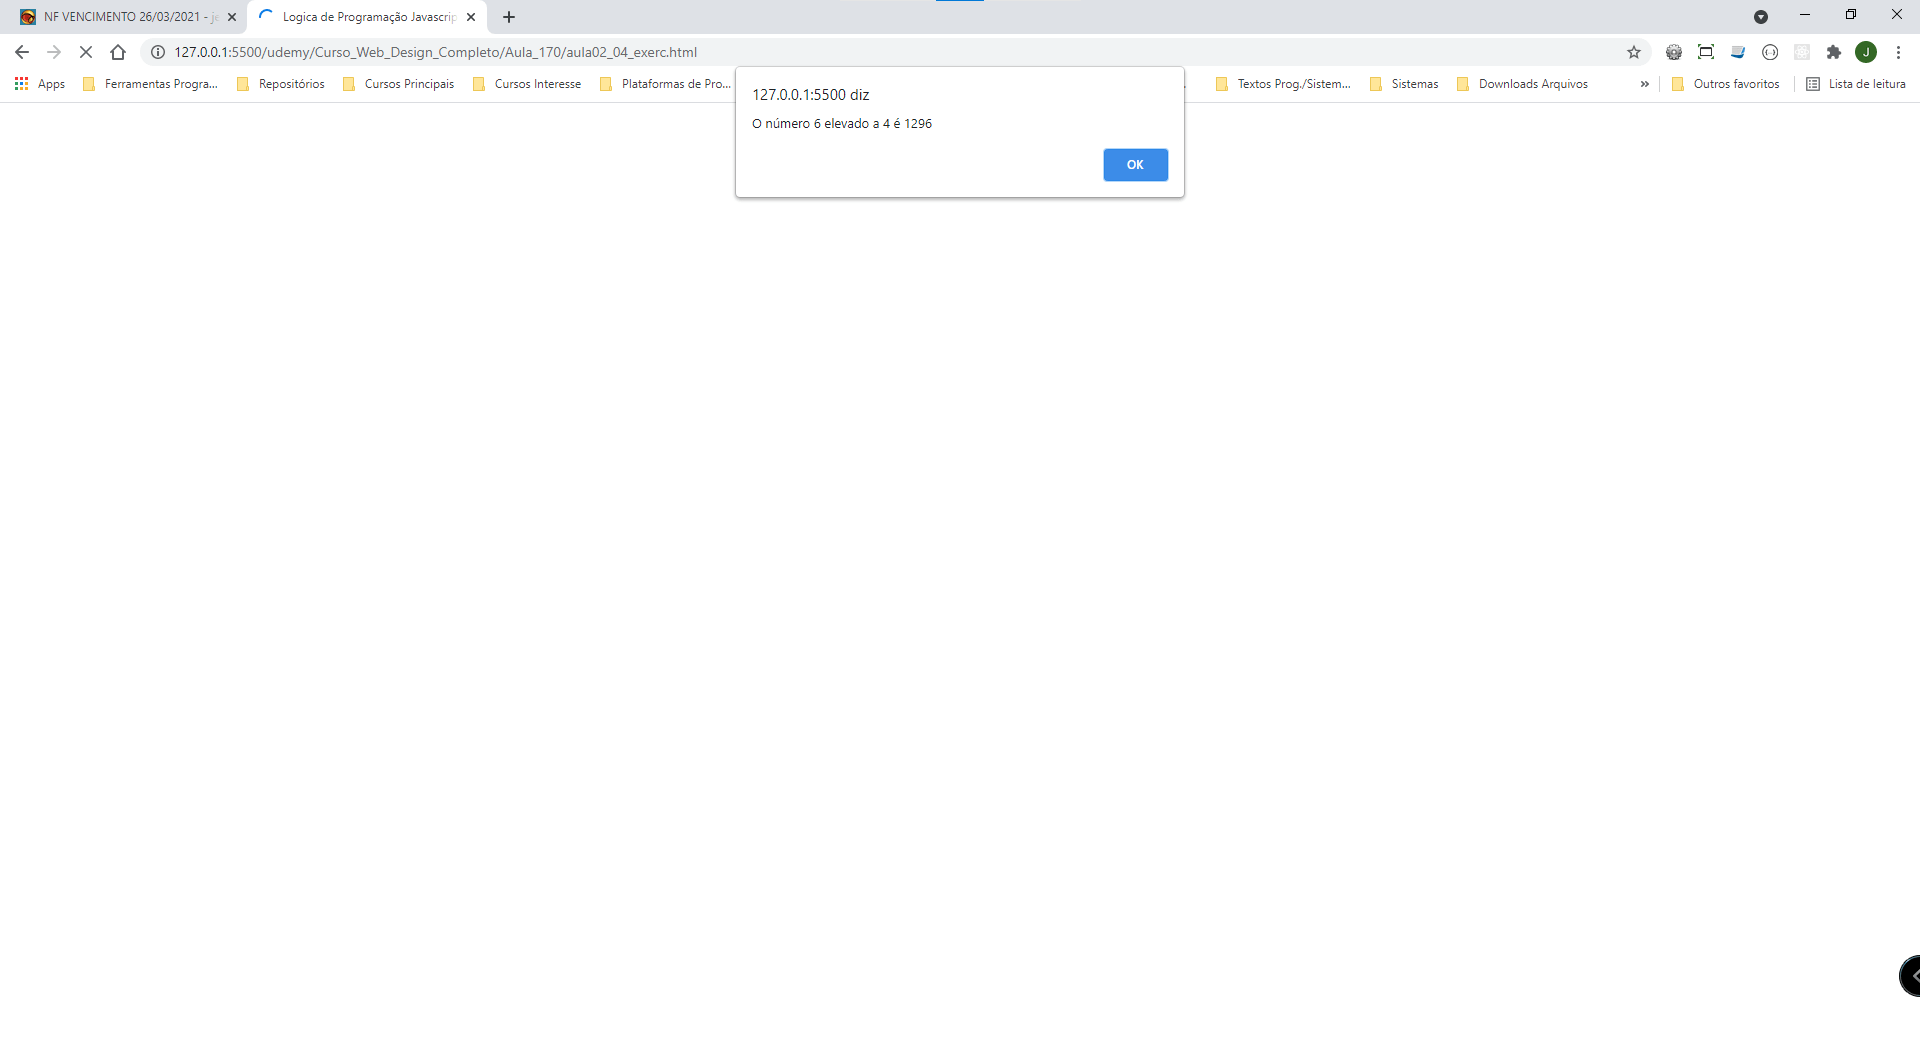 NF VENCIMENTO 26/03/2021 - je
Logica de Programação Javascrip
127.0.0.1:5500/udemy/Curso_Web_Design_Completo/Aula_170/aula02_04_exerc.html
J
Apps
Ferramentas Progra...
Repositórios
Cursos Principais
Cursos Interesse
Plataformas de Pro...
Textos Prog./Sistem...
Sistemas
Downloads Arquivos
»
Outros favoritos
Lista de leitura
127.0.0.1:5500 diz
O número 6 elevado a 4 é 1296
OK